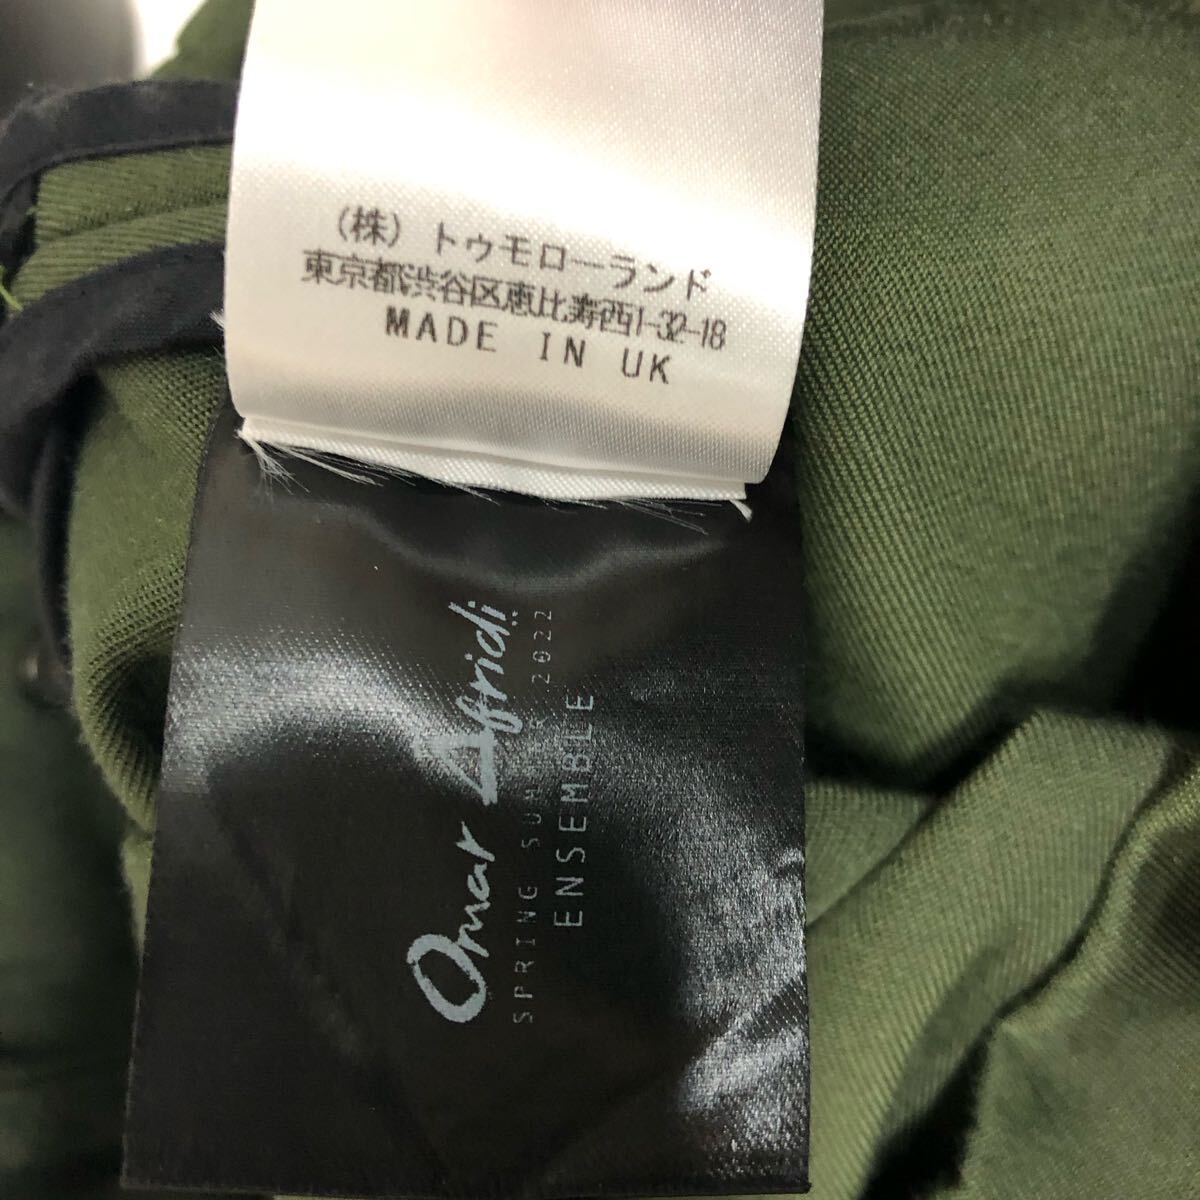 (株) トゥモローランド
東京都渋谷区恵比寿西1-32-18
MADE IN UK
Omar Afridi
SPRING SUMMER 2022
ENSEMBLE